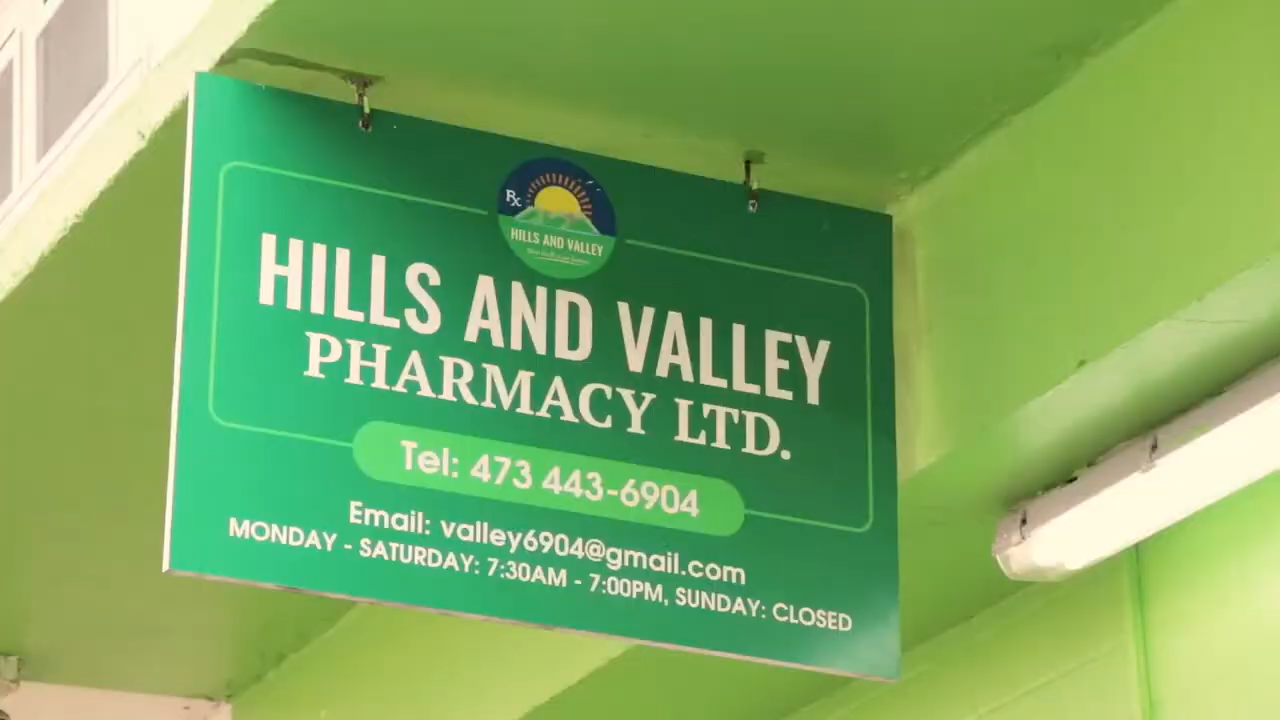 Rx
HILLS AND VALLEY
HILLS AND VALLEY
PHARMACY LTD.
Tel: 473 443-6904
Email: valley6904@gmail.com
MONDAY - SATURDAY: 7:30AM - 7:00PM, SUNDAY: CLOSED